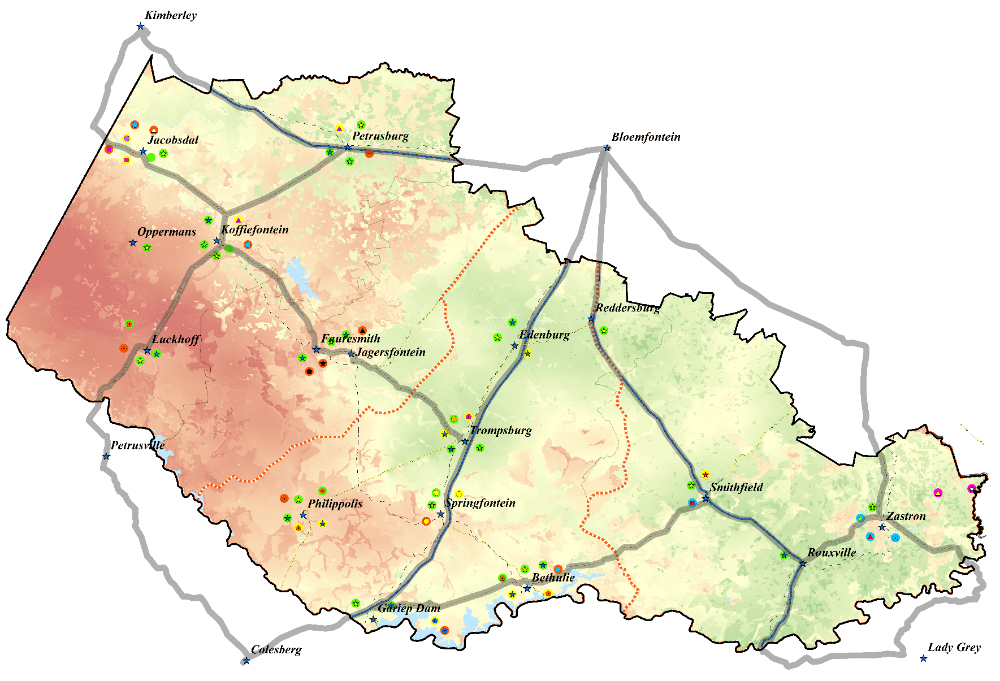 Kimberley
Bloemfontein
Petrusburg
Jacobsdal
Oppermans
Koffiefontein
Reddersburg
Edenburg
Luckhoff
Fauresmith
Jagersfontein
Trompsburg
Petrusville
Smithfield
Philippolis
Springfontein
Zastron
Rouxville
Bethulie
Gariep Dam
Colesberg
Lady Grey